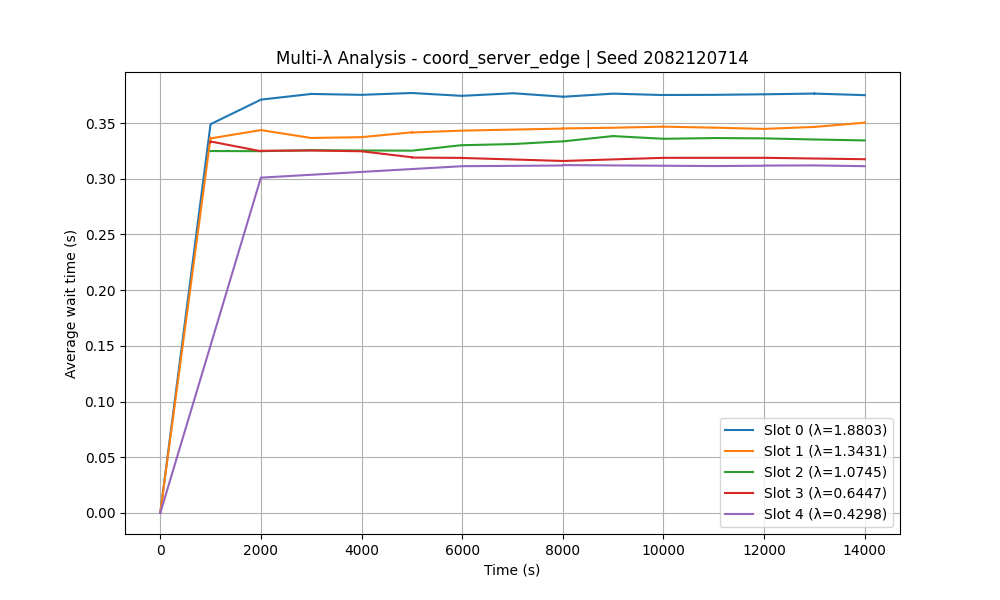 Multi-λ Analysis - coord_server_edge | Seed 2082120714
Average wait time (s)
0.35
0.30
0.25
0.20
0.15
0.10
0.05
0.00
Slot 0 (λ=1.8803)
Slot 1 (λ=1.3431)
Slot 2 (λ=1.0745)
Slot 3 (λ=0.6447)
Slot 4 (λ=0.4298)
0 2000 4000 6000 8000 10000 12000 14000
Time (s)